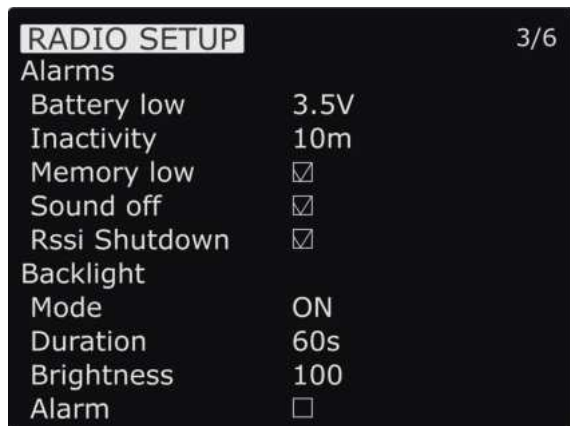 RADIO SETUP 3/6
Alarms
Battery low 3.5V
Inactivity 10m
Memory low ☑
Sound off ☑
Rssi Shutdown ☑
Backlight
Mode ON
Duration 60s
Brightness 100
Alarm ☐